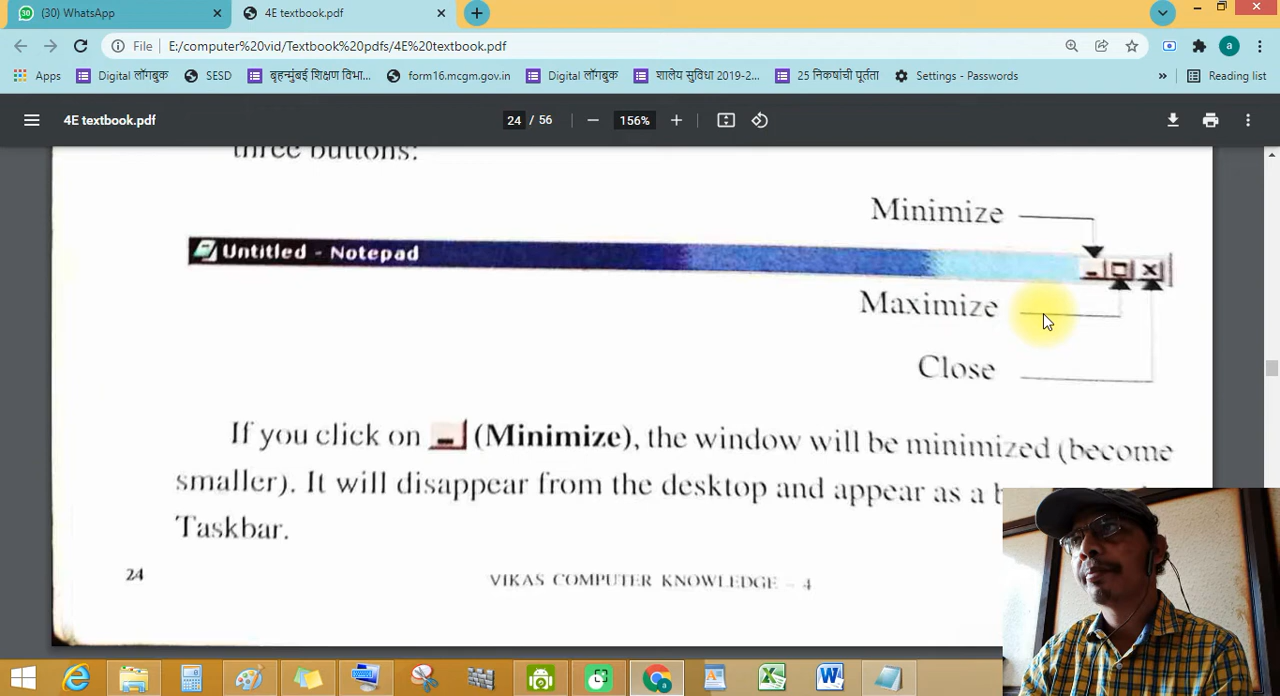 (30) WhatsApp
4E textbook.pdf
File
E:/computer%20vid/Textbook%20pdfs/4E%20textbook.pdf
a
Apps
Digital लॉगबुक
SESD
बृहन्मुंबई शिक्षण विभा...
form16.mcgm.gov.in
Digital लॉगबुक
शालेय सुविधा 2019-2...
25 निकषांची पूर्तता
Settings - Passwords
»
Reading list
4E textbook.pdf
24 / 56
156%
three buttons:
Minimize
Untitled - Notepad
Maximize
Close
If you click on (Minimize), the window will be minimized (become
smaller). It will disappear from the desktop and appear as a b
Taskbar.
24
VIKAS COMPUTER KNOWLEDGE – 4